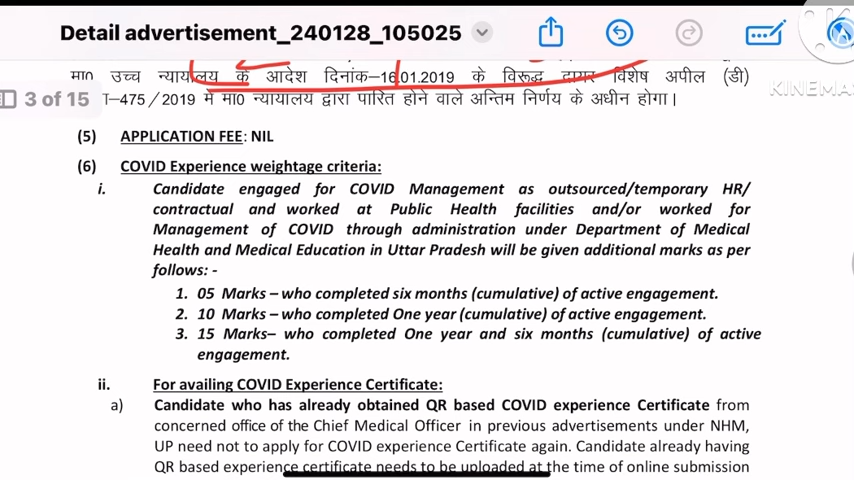 Detail advertisement_240128_105025
मा0 उच्च न्यायालय के आदेश दिनांक–16.01.2019 के विरूद्ध दायर विशेष अपील (डी)
3 of 15
–475/2019 में मा0 न्यायालय द्वारा पारित होने वाले अन्तिम निर्णय के अधीन होगा।
KINEMA
(5) APPLICATION FEE: NIL
(6) COVID Experience weightage criteria:
i. Candidate engaged for COVID Management as outsourced/temporary HR/
contractual and worked at Public Health facilities and/or worked for
Management of COVID through administration under Department of Medical
Health and Medical Education in Uttar Pradesh will be given additional marks as per
follows: -
1. 05 Marks – who completed six months (cumulative) of active engagement.
2. 10 Marks – who completed One year (cumulative) of active engagement.
3. 15 Marks– who completed One year and six months (cumulative) of active
engagement.
ii. For availing COVID Experience Certificate:
a) Candidate who has already obtained QR based COVID experience Certificate from
concerned office of the Chief Medical Officer in previous advertisements under NHM,
UP need not to apply for COVID experience Certificate again. Candidate already having
QR based experience certificate needs to be uploaded at the time of online submission